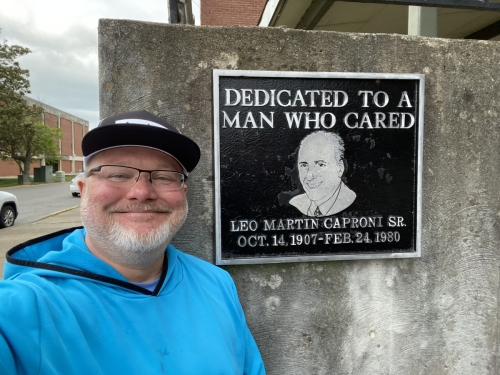 DEDICATED TO A
MAN WHO CARED
LEO MARTIN CAPRONI SR.
OCT. 14, 1907-FEB. 24, 1980